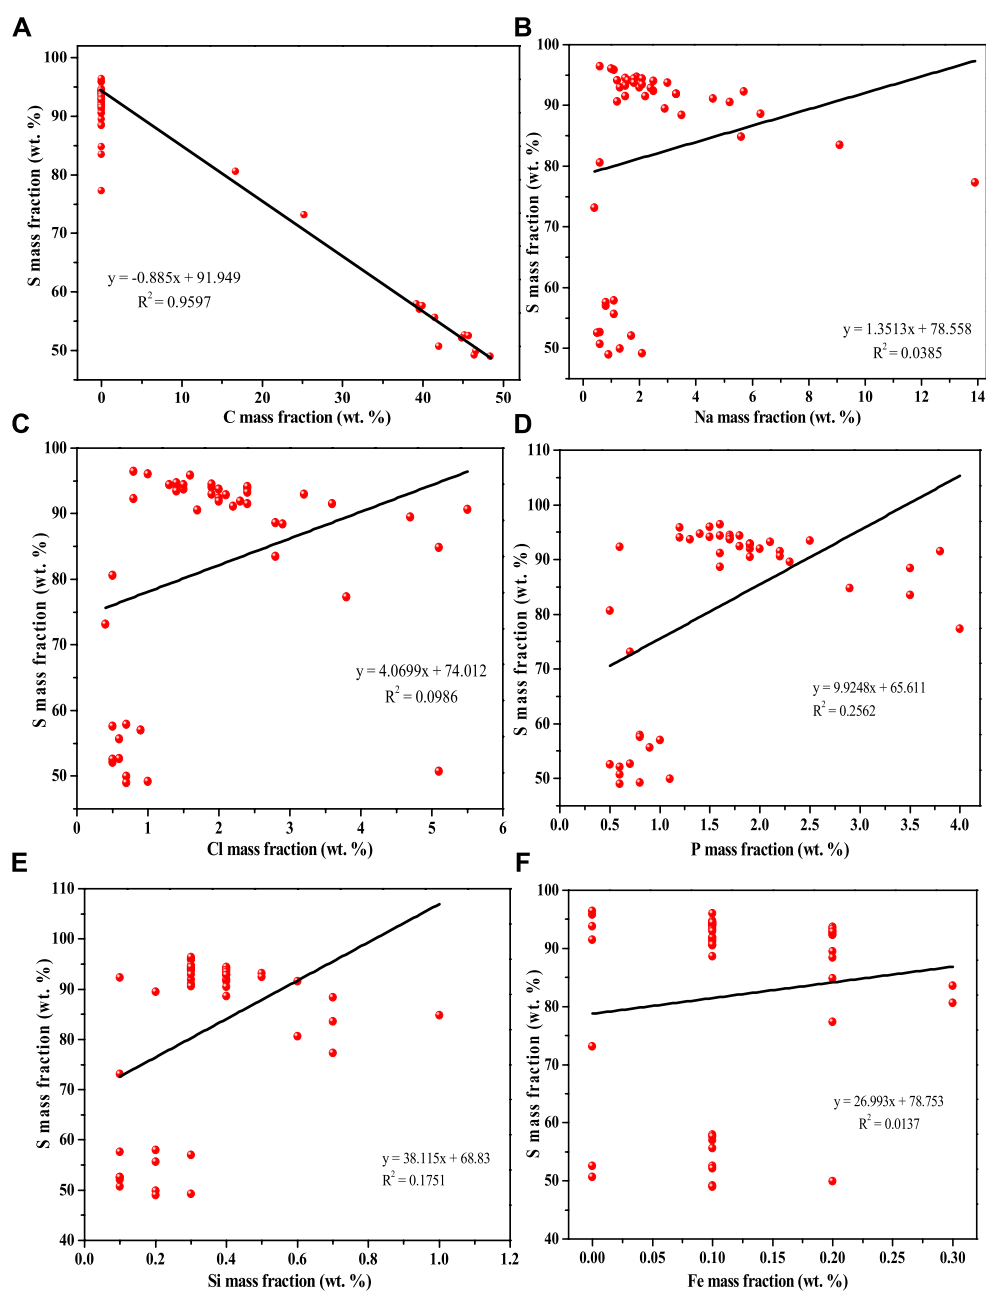 A
S mass fraction (wt. %)
100
90
80
70
60
50
y = -0.885x + 91.949
R2 = 0.9597
0 10 20 30 40 50
C mass fraction (wt. %)
B
S mass fraction (wt. %)
100
90
80
70
60
50
y = 1.3513x + 78.558
R2 = 0.0385
0 2 4 6 8 10 12 14
Na mass fraction (wt. %)
C
S mass fraction (wt. %)
100
90
80
70
60
50
y = 4.0699x + 74.012
R2 = 0.0986
0 1 2 3 4 5 6
Cl mass fraction (wt. %)
D
S mass fraction (wt. %)
110
100
90
80
70
60
50
y = 9.9248x + 65.611
R2 = 0.2562
0.0 0.5 1.0 1.5 2.0 2.5 3.0 3.5 4.0
P mass fraction (wt. %)
E
S mass fraction (wt. %)
110
100
90
80
70
60
50
40
y = 38.115x + 68.83
R2 = 0.1751
0.0 0.2 0.4 0.6 0.8 1.0 1.2
Si mass fraction (wt. %)
F
S mass fraction (wt. %)
100
90
80
70
60
50
40
y = 26.993x + 78.753
R2 = 0.0137
0.00 0.05 0.10 0.15 0.20 0.25 0.30
Fe mass fraction (wt. %)